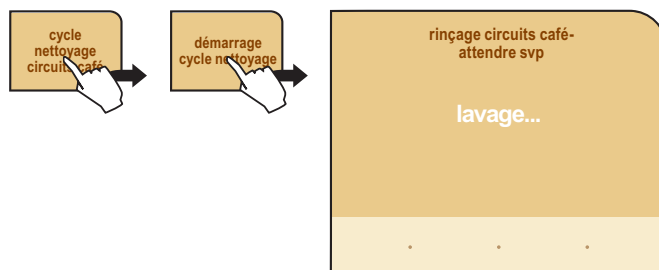 cycle
nettoyage
circuits café
démarrage
cycle nettoyage
rinçage circuits café-
attendre svp
lavage...